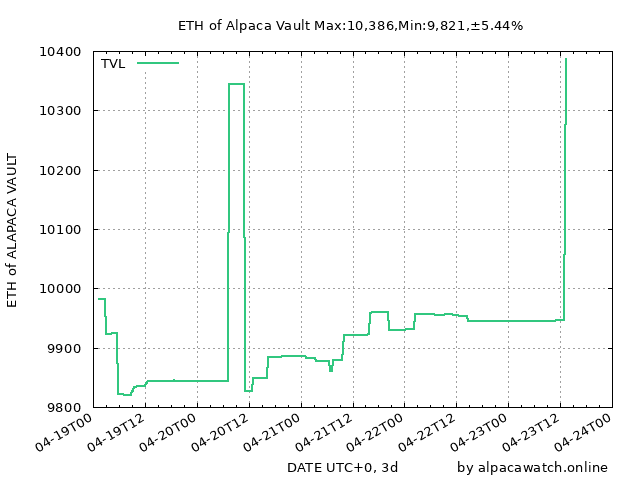 ETH of Alpaca Vault Max:10,386,Min:9,821,±5.44%
TVL
10400
10300
10200
10100
10000
9900
9800
ETH of ALAPACA VAULT
04-19T00
04-19T12
04-20T00
04-20T12
04-21T00
04-21T12
04-22T00
04-22T12
04-23T00
04-23T12
04-24T00
DATE UTC+0, 3d
by alpacawatch.online